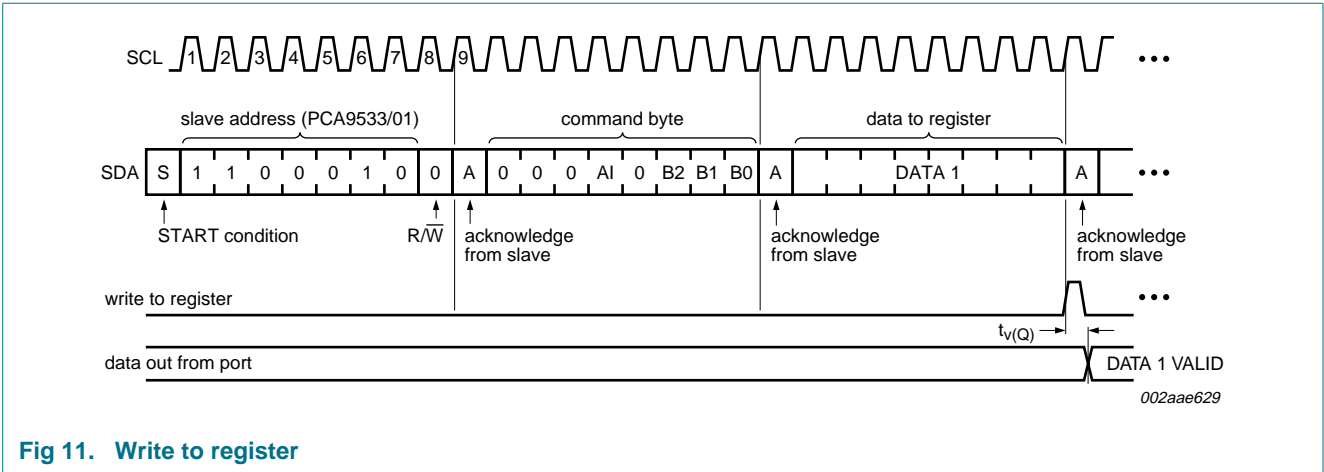 SCL 1 2 3 4 5 6 7 8 9 •••
slave address (PCA9533/01) command byte data to register
SDA S 1 1 0 0 0 1 0 0 A 0 0 0 AI 0 B2 B1 B0 A DATA 1 A •••
START condition R/W̅ acknowledge from slave acknowledge from slave acknowledge from slave
write to register •••
tv(Q)
data out from port DATA 1 VALID
002aae629
Fig 11. Write to register